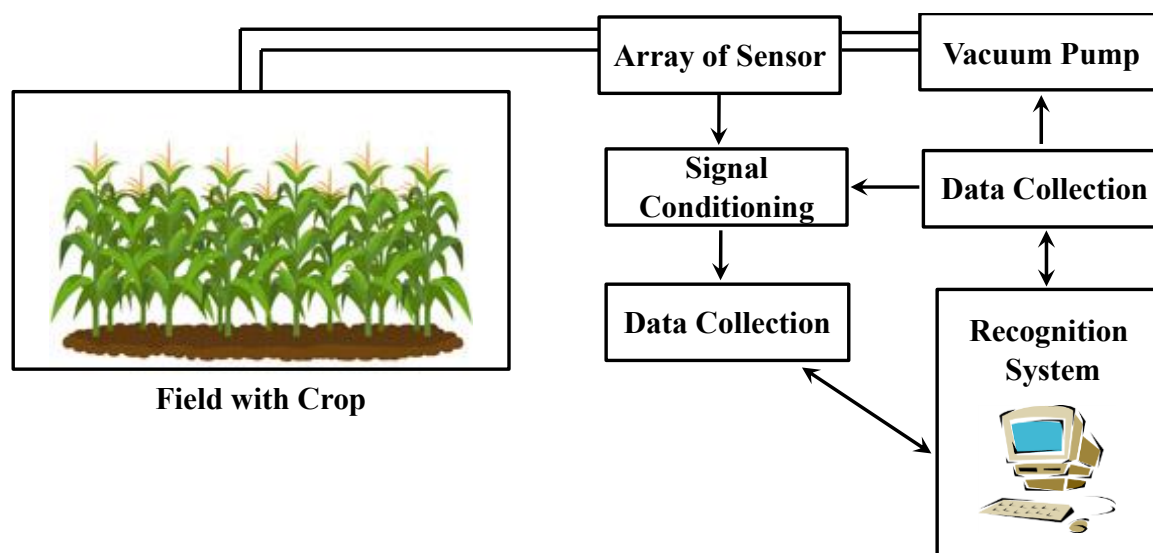 Array of Sensor
Vacuum Pump
Signal
Conditioning
Data Collection
Data Collection
Recognition
System
Field with Crop